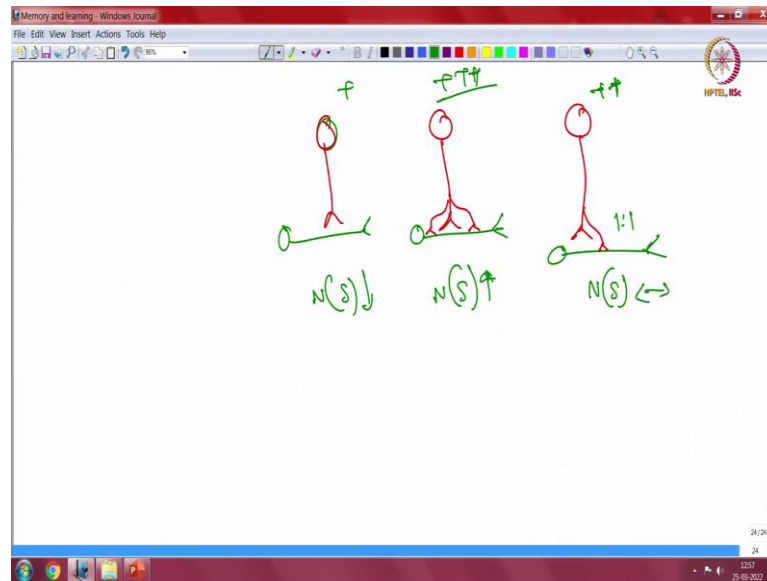 Memory and learning - Windows Journal
File Edit View Insert Actions Tools Help
95%
B I
NPTEL, IISc
+
+++
++
1:1
N(S)↓
N(S)↑
N(S) ↔
24/24
24
12:57
25-03-2022